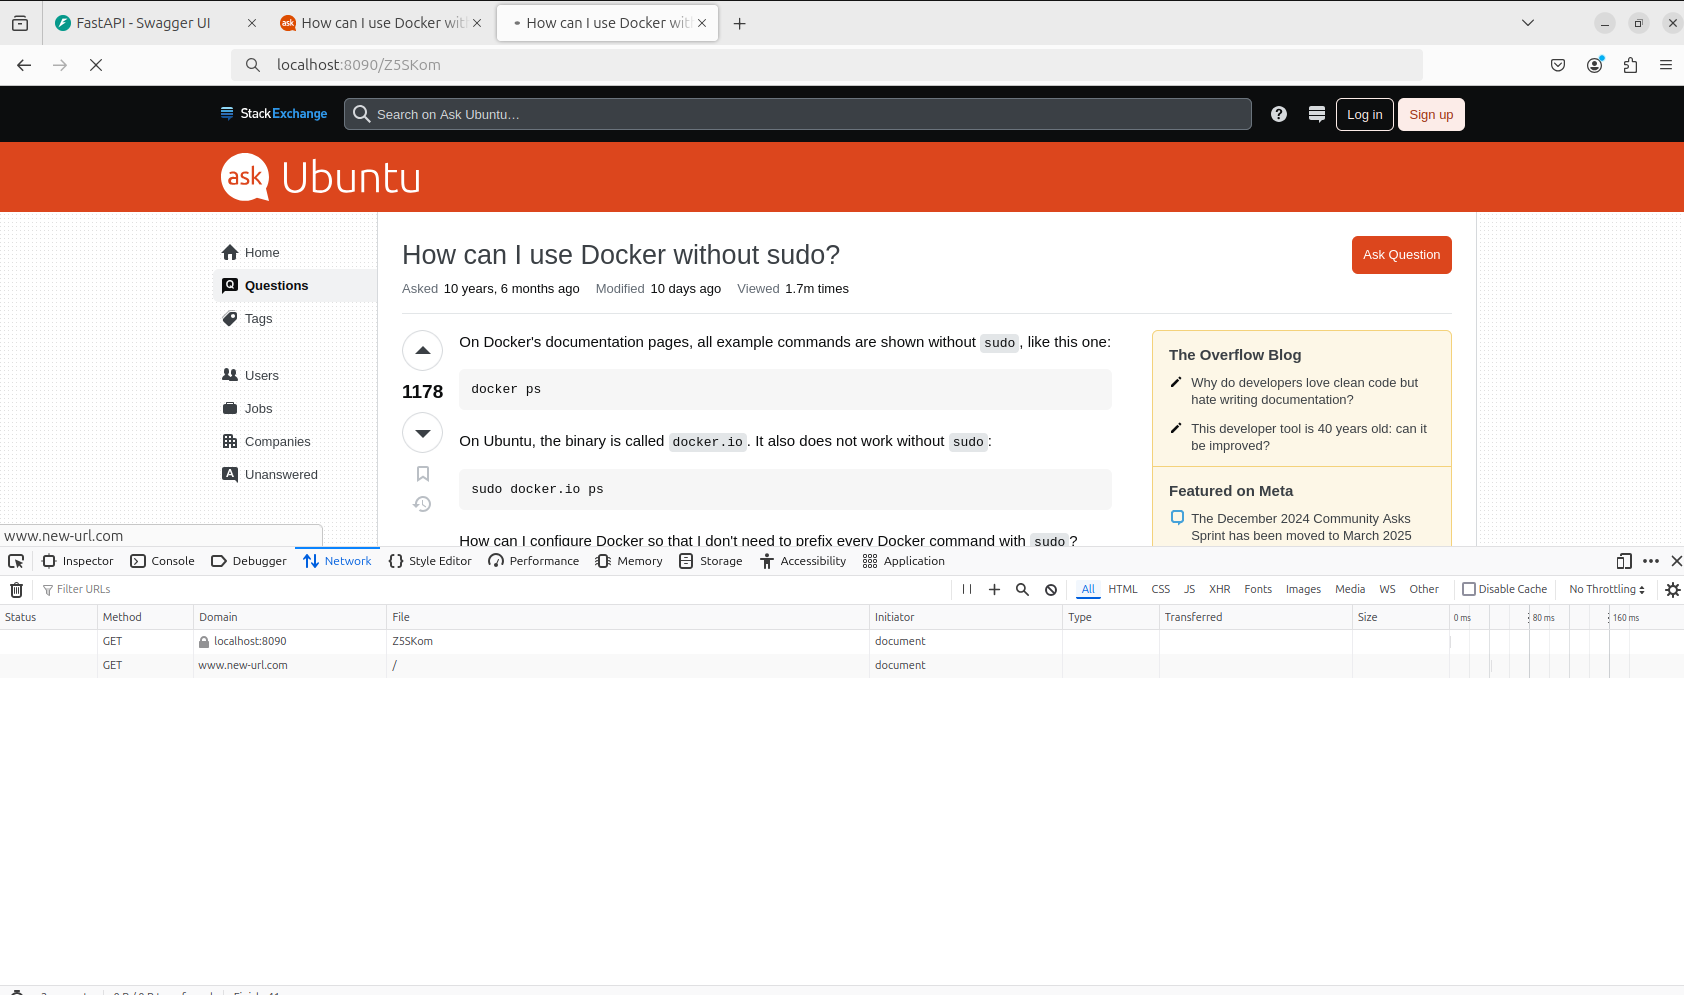 FastAPI - Swagger UI
How can I use Docker wit
How can I use Docker wit
localhost:8090/Z5SKom
StackExchange
Search on Ask Ubuntu…
Log in
Sign up
ask Ubuntu
Home
Questions
Tags
Users
Jobs
Companies
Unanswered
How can I use Docker without sudo?
Ask Question
Asked 10 years, 6 months ago Modified 10 days ago Viewed 1.7m times
1178
On Docker's documentation pages, all example commands are shown without sudo, like this one:
docker ps
On Ubuntu, the binary is called docker.io. It also does not work without sudo:
sudo docker.io ps
How can I configure Docker so that I don't need to prefix every Docker command with sudo?
The Overflow Blog
Why do developers love clean code but
hate writing documentation?
This developer tool is 40 years old: can it
be improved?
Featured on Meta
The December 2024 Community Asks
Sprint has been moved to March 2025
www.new-url.com
Inspector Console Debugger Network Style Editor Performance Memory Storage Accessibility Application
Filter URLs
All HTML CSS JS XHR Fonts Images Media WS Other Disable Cache No Throttling
Status Method Domain File Initiator Type Transferred Size 0 ms 80 ms 160 ms
GET localhost:8090 Z5SKom document
GET www.new-url.com / document